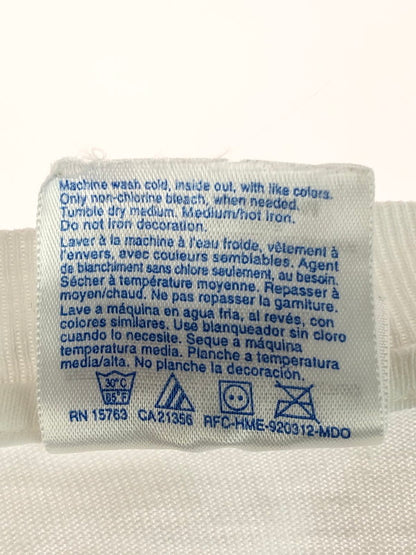 Machine wash cold, inside out, with like colors.
Only non-chlorine bleach, when needed.
Tumble dry medium. Medium/hot iron.
Do not iron decoration.
Laver à la machine à l'eau froide, vêtement à
l'envers, avec couleurs semblables. Agent
de blanchiment sans chlore seulement, au besoin.
Sécher à température moyenne. Repasser à
moyen/chaud. Ne pas repasser la garniture.
Lave a máquina en agua fria, al revés, con
colores similares. Use blanqueador sin cloro
cuando lo necesite. Seque a máquina
temperatura media. Planche a temperatura
media/alta. No planche la decoración.
30°C
85°F
RN 15763 CA 21356 RFC-HME-920312-MDO